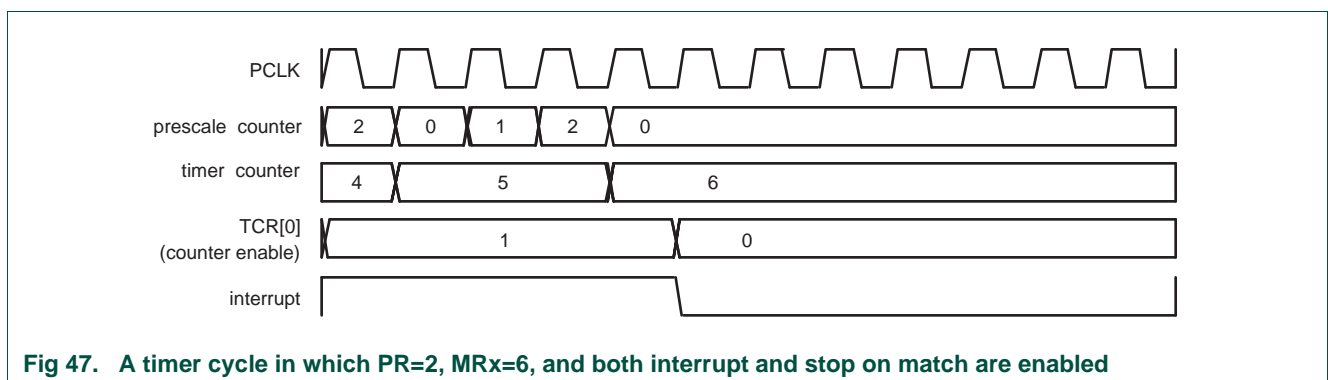 PCLK
prescale counter 2 0 1 2 0
timer counter 4 5 6
TCR[0]
(counter enable) 1 0
interrupt
Fig 47. A timer cycle in which PR=2, MRx=6, and both interrupt and stop on match are enabled